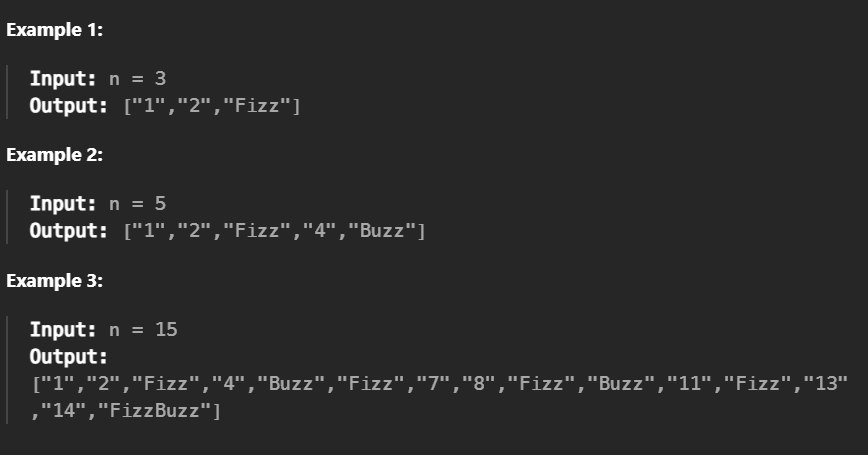 Example 1:
Input: n = 3
Output: ["1","2","Fizz"]
Example 2:
Input: n = 5
Output: ["1","2","Fizz","4","Buzz"]
Example 3:
Input: n = 15
Output:
["1","2","Fizz","4","Buzz","Fizz","7","8","Fizz","Buzz","11","Fizz","13"
,"14","FizzBuzz"]